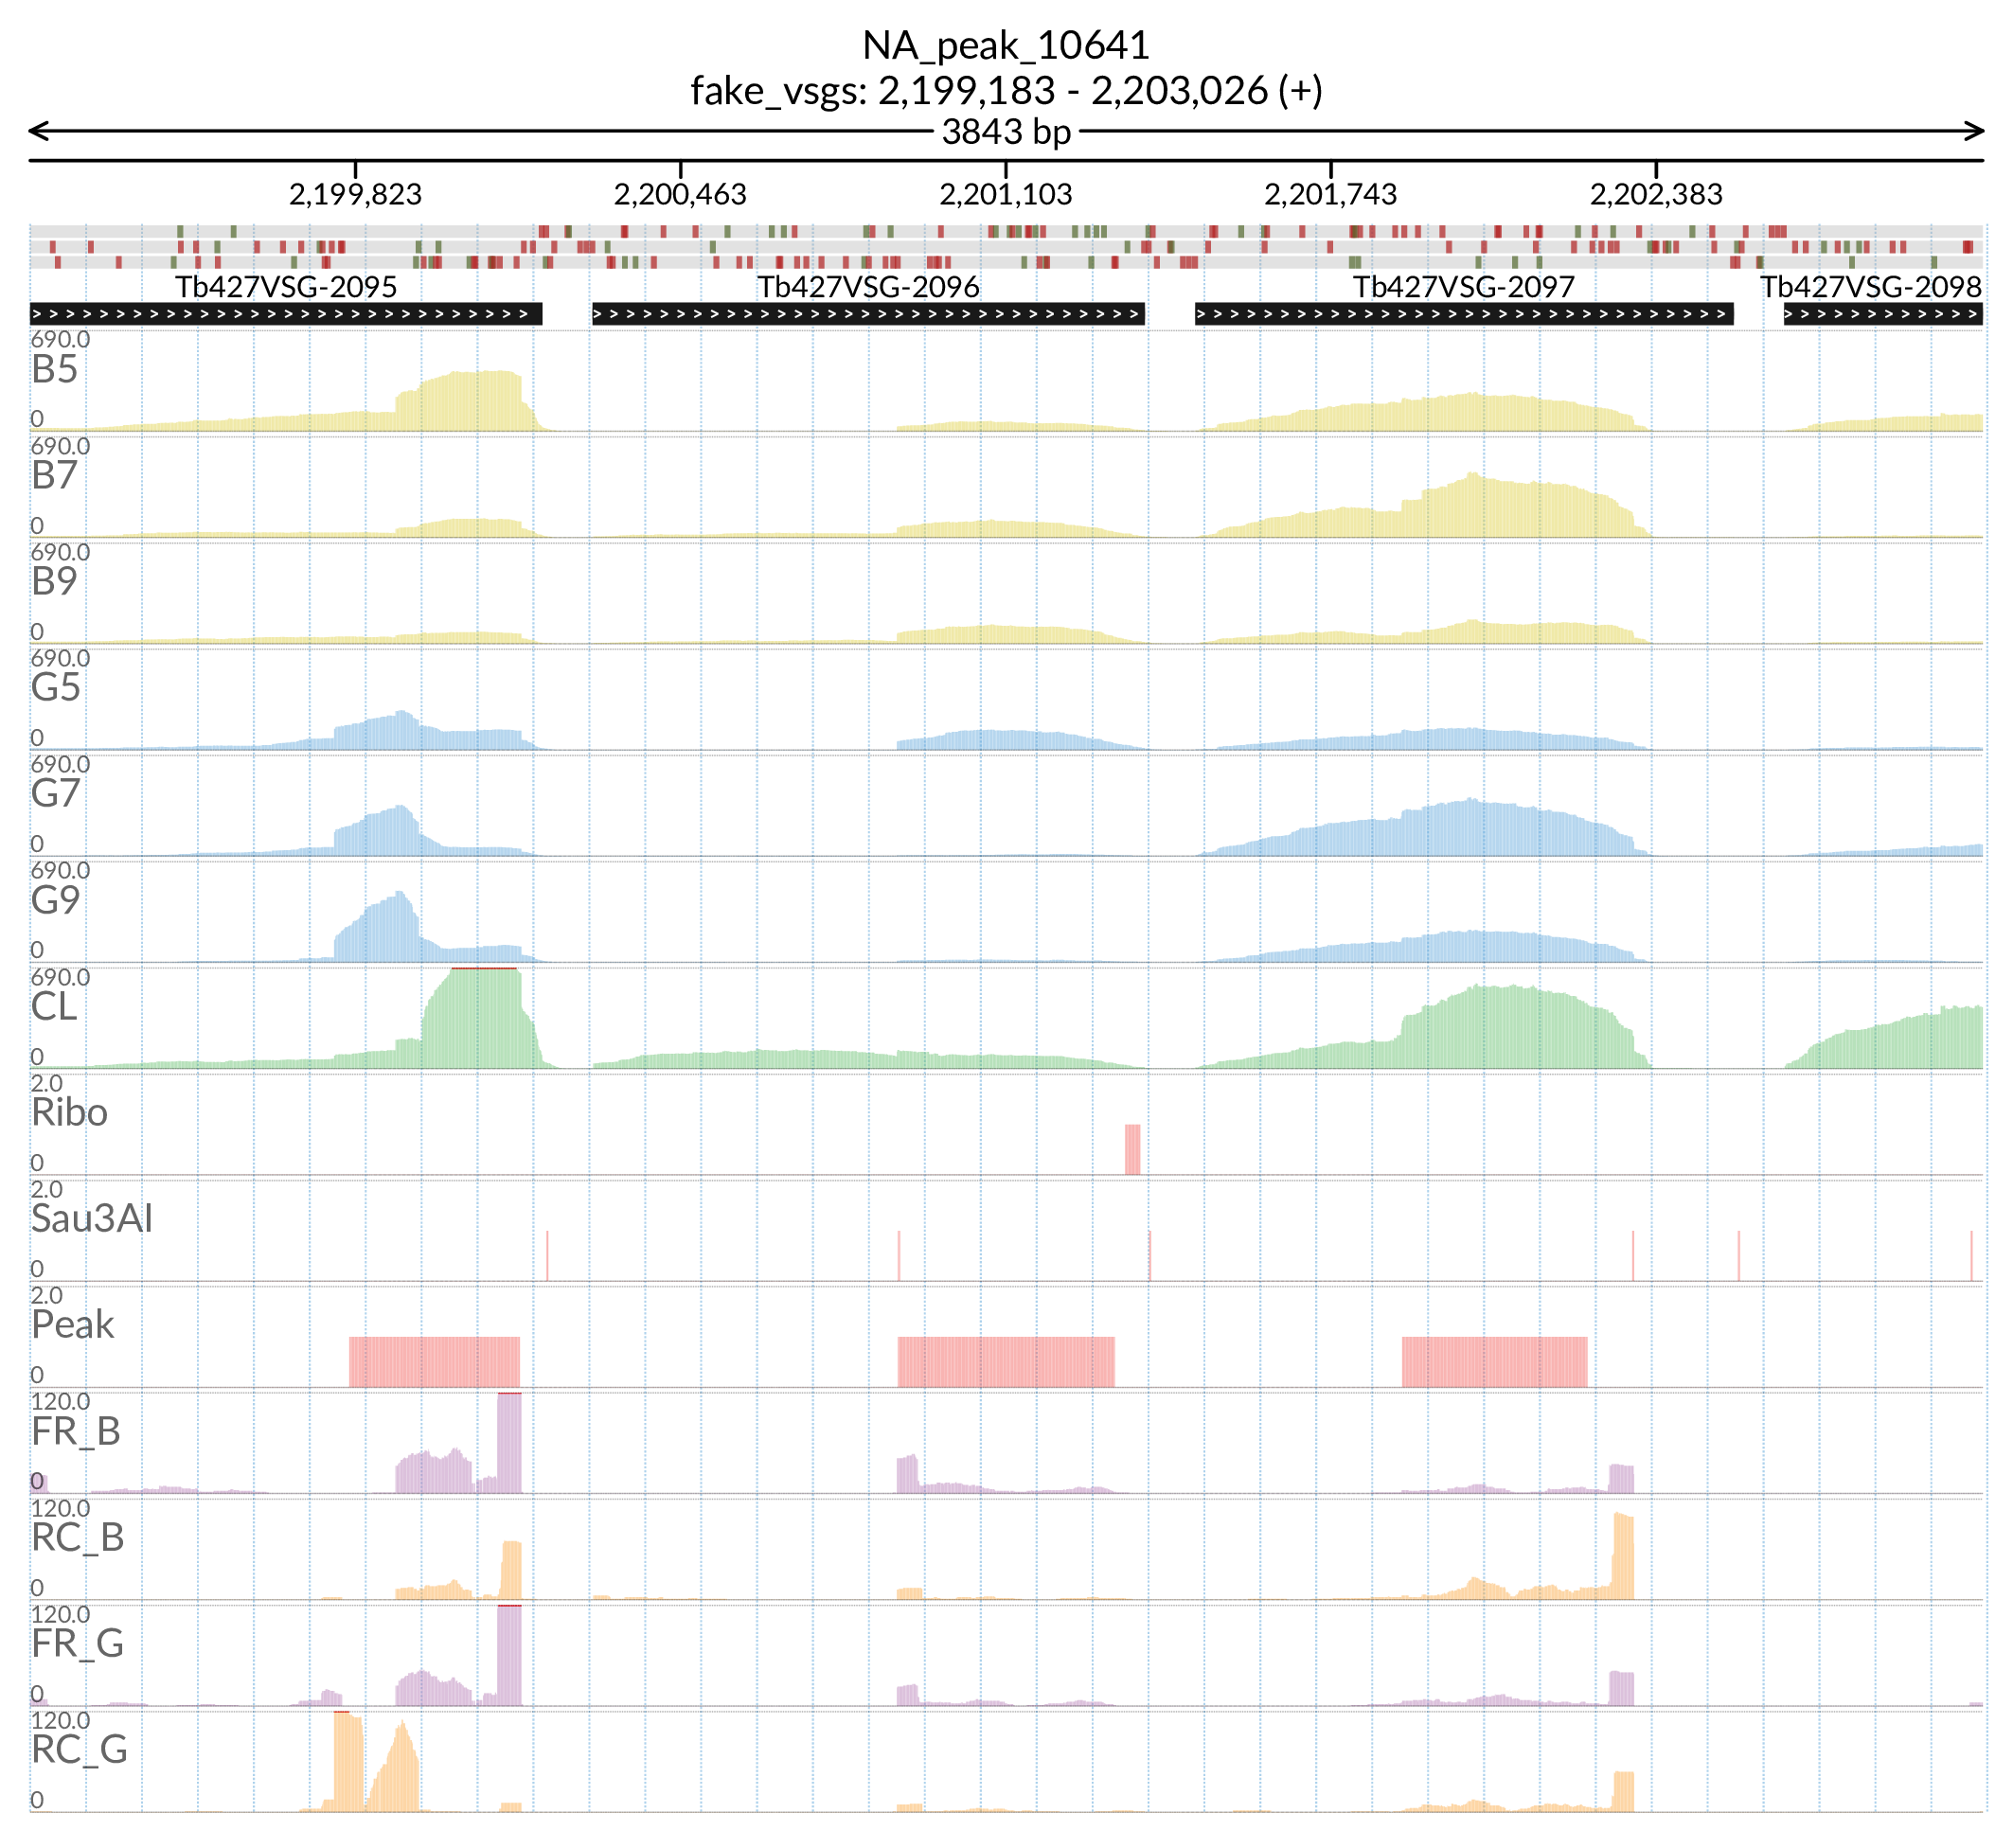 NA_peak_10641
fake_vsgs: 2,199,183 - 2,203,026 (+)
3843 bp
2,199,823 2,200,463 2,201,103 2,201,743 2,202,383
Tb427VSG-2095 Tb427VSG-2096 Tb427VSG-2097 Tb427VSG-2098
690.0
B5
0
690.0
B7
0
690.0
B9
0
690.0
G5
0
690.0
G7
0
690.0
G9
0
690.0
CL
0
2.0
Ribo
0
2.0
Sau3AI
0
2.0
Peak
0
120.0
FR_B
0
120.0
RC_B
0
120.0
FR_G
0
120.0
RC_G
0